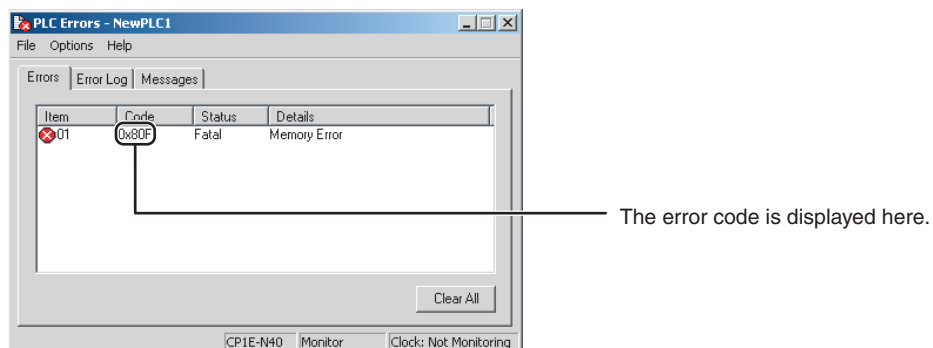 PLC Errors - NewPLC1
File Options Help
Errors Error Log Messages
Item Code Status Details
01 0x80F Fatal Memory Error
The error code is displayed here.
Clear All
CP1E-N40 Monitor Clock: Not Monitoring